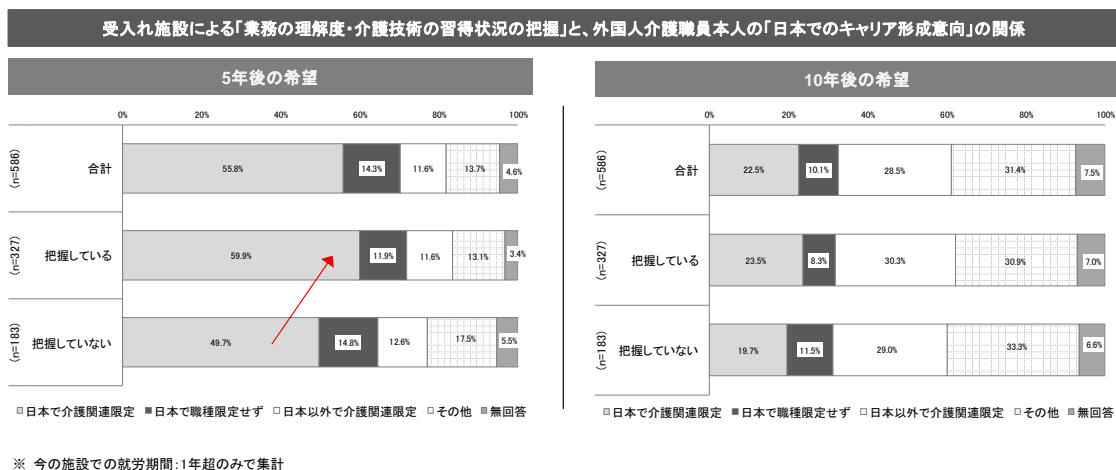 受入れ施設による「業務の理解度・介護技術の習得状況の把握」と、外国人介護職員本人の「日本でのキャリア形成意向」の関係
5年後の希望
0% 20% 40% 60% 80% 100%
(n=586) 合計 55.8% 14.3% 11.6% 13.7% 4.6%
(n=327) 把握している 59.9% 11.9% 11.6% 13.1% 3.4%
(n=183) 把握していない 49.7% 14.8% 12.6% 17.5% 5.5%
日本で介護関連限定 日本で職種限定せず 日本以外で介護関連限定 その他 無回答
10年後の希望
0% 20% 40% 60% 80% 100%
(n=586) 合計 22.5% 10.1% 28.5% 31.4% 7.5%
(n=327) 把握している 23.5% 8.3% 30.3% 30.9% 7.0%
(n=183) 把握していない 19.7% 11.5% 29.0% 33.3% 6.6%
日本で介護関連限定 日本で職種限定せず 日本以外で介護関連限定 その他 無回答
※ 今の施設での就労期間:1年超のみで集計